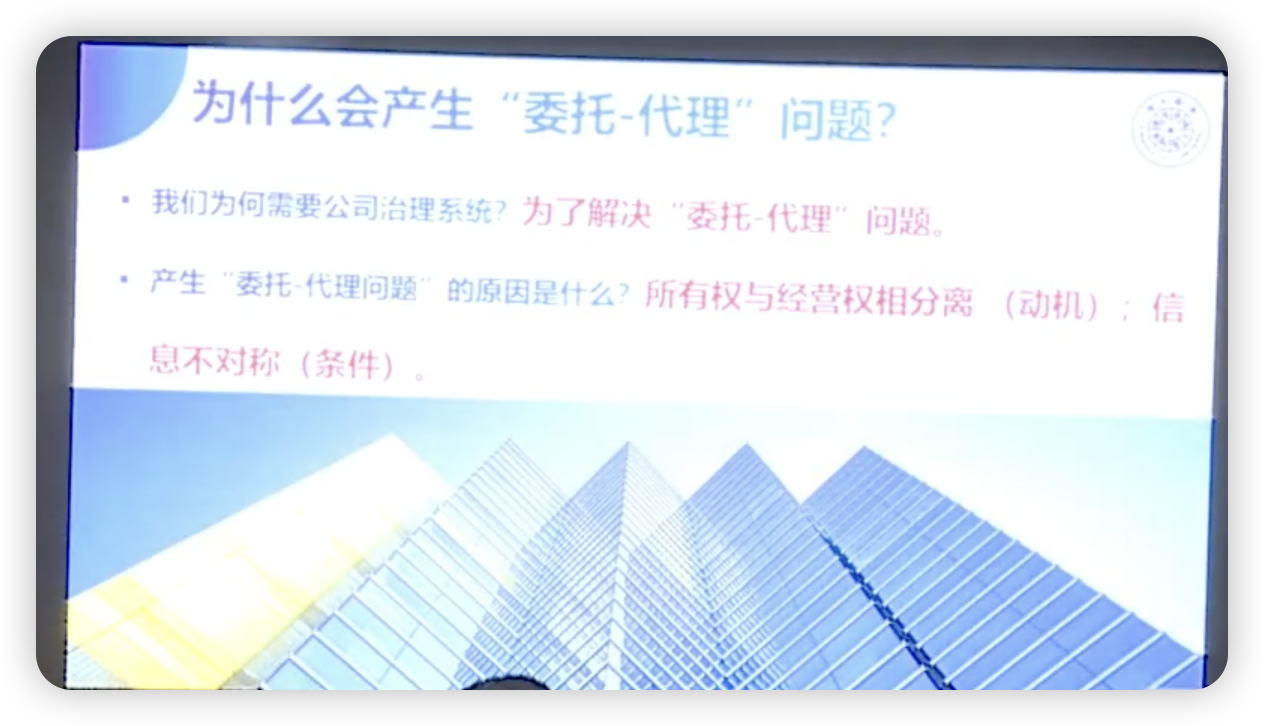 为什么会产生“委托-代理”问题？
▪ 我们为何需要公司治理系统？为了解决“委托-代理”问题。
▪ 产生“委托-代理问题”的原因是什么？所有权与经营权相分离（动机）；信
息不对称（条件）。